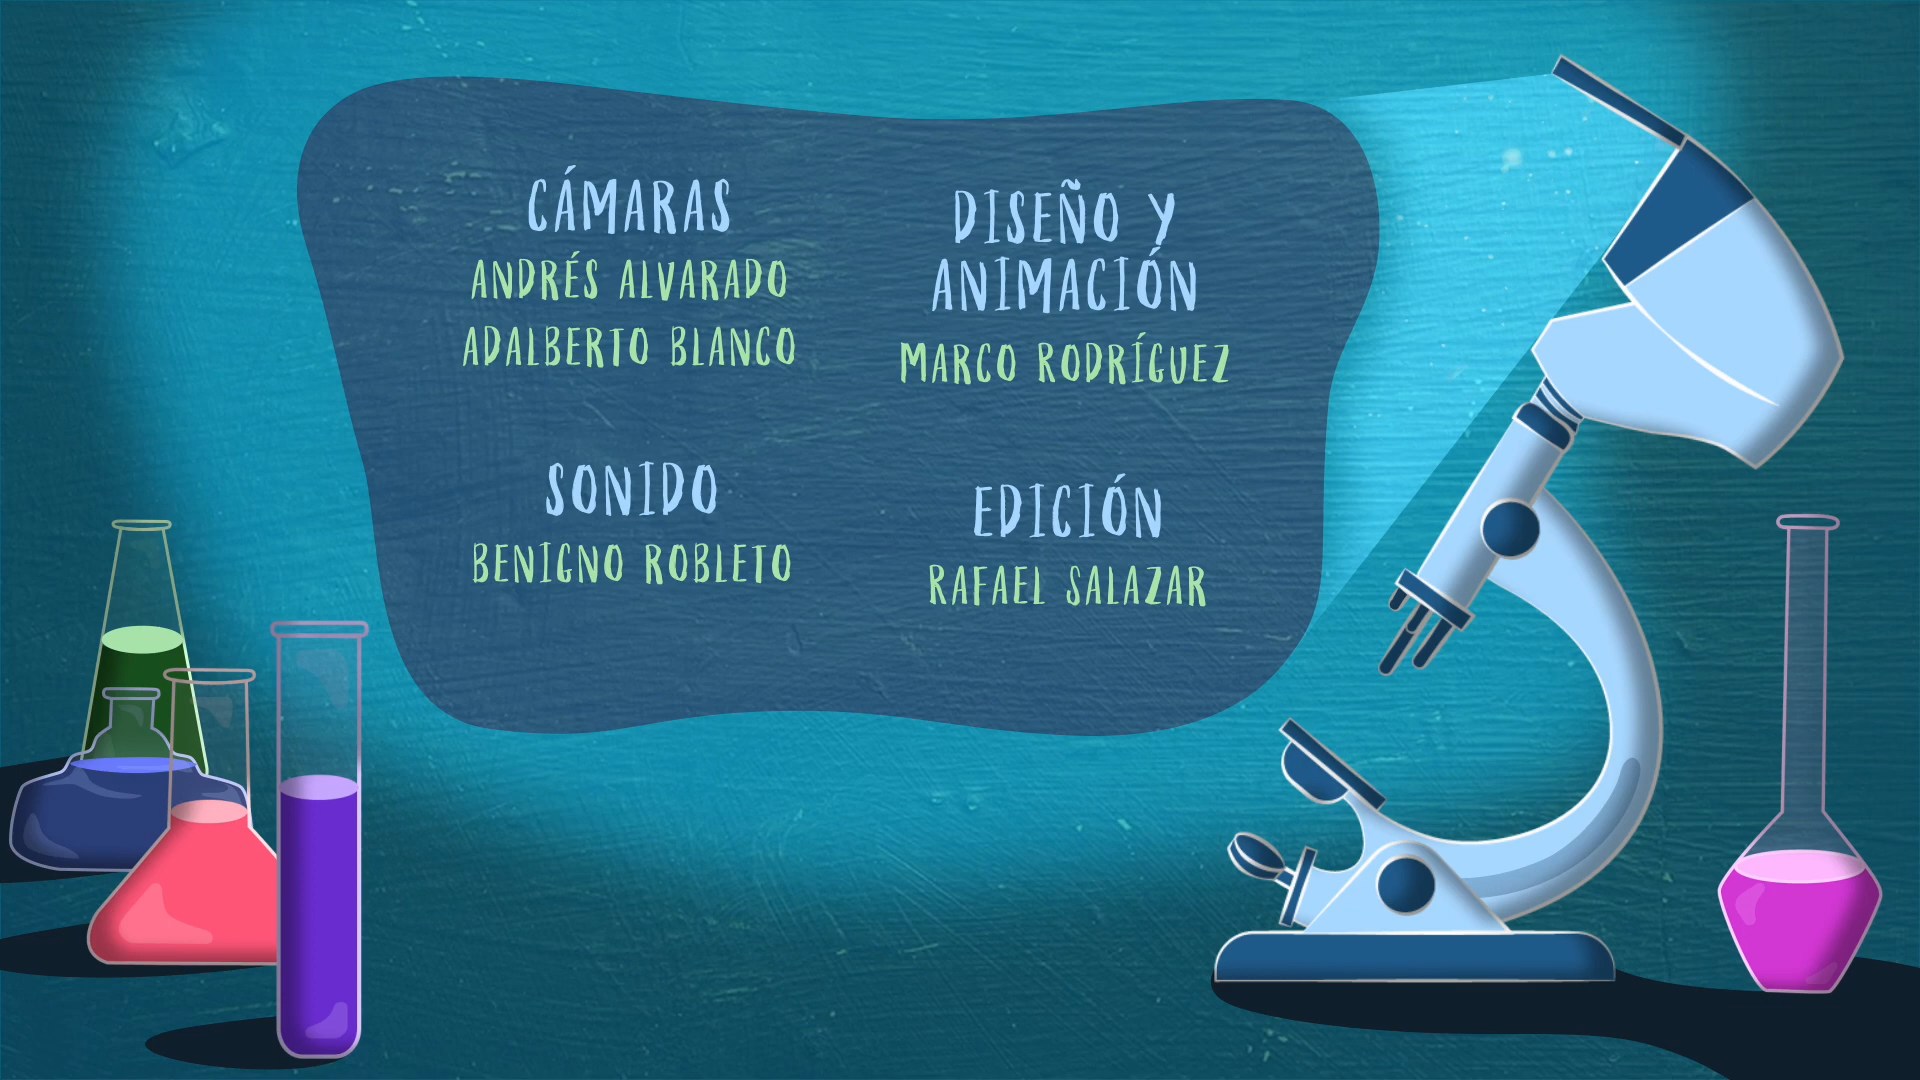 CÁMARAS
ANDRÉS ALVARADO
ADALBERTO BLANCO
DISEÑO Y
ANIMACIÓN
MARCO RODRÍGUEZ
SONIDO
BENIGNO ROBLETO
EDICIÓN
RAFAEL SALAZAR